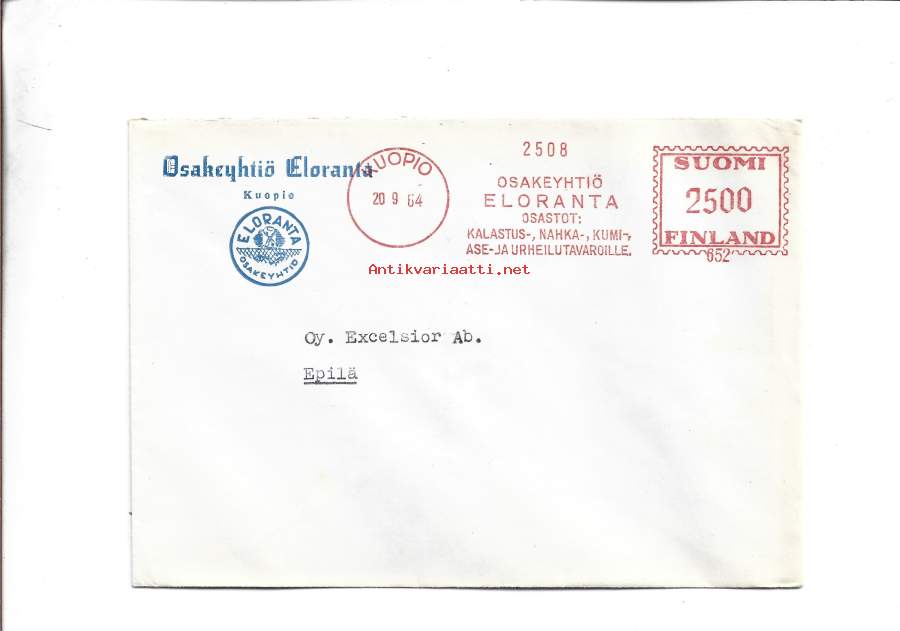 Osakeyhtiö Eloranta
Kuopio
ELORANTA
OSAKEYHTIÖ
KUOPIO
20 9 64
2508
OSAKEYHTIÖ
ELORANTA
OSASTOT:
KALASTUS-, NAHKA-, KUMI-,
ASE- JA URHEILUTAVAROILLE.
SUOMI
2500
FINLAND
652
Antikvariaatti.net
Oy. Excelsior Ab.
Epilä